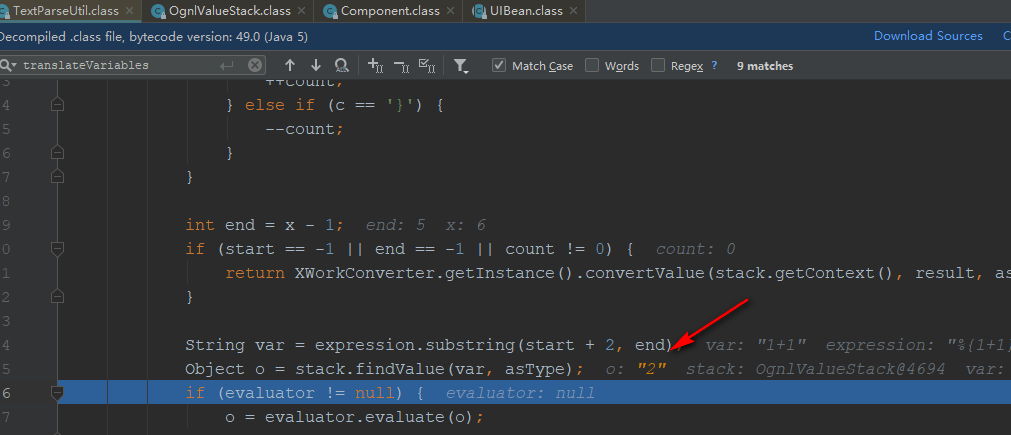 TextParseUtil.class × OgnlValueStack.class × Component.class × UIBean.class ×
Decompiled .class file, bytecode version: 49.0 (Java 5) Download Sources C
translateVariables Match Case Words Regex ? 9 matches
3 ++count;
4 } else if (c == '}') {
5 --count;
6 }
7 }
8
9 int end = x - 1; end: 5 x: 6
0 if (start == -1 || end == -1 || count != 0) { count: 0
1 return XWorkConverter.getInstance().convertValue(stack.getContext(), result, as
2 }
3
4 String var = expression.substring(start + 2, end) var: "1+1" expression: "%{1+1
5 Object o = stack.findValue(var, asType); o: "2" stack: OgnlValueStack@4694 var:
6 if (evaluator != null) { evaluator: null
7 o = evaluator.evaluate(o);